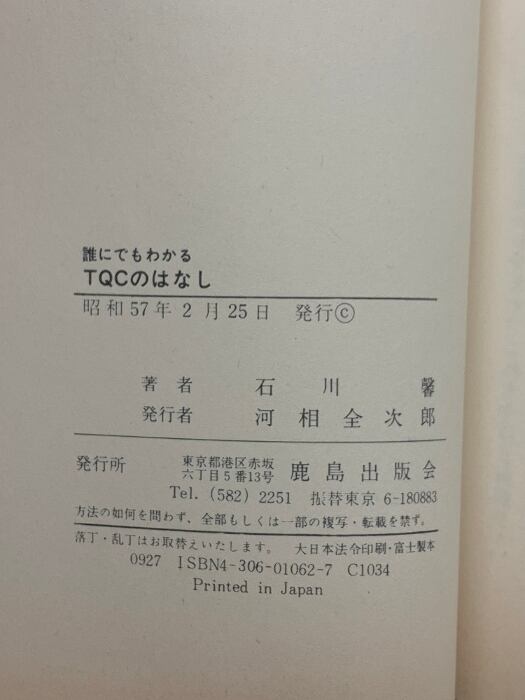 誰にでもわかる
TQCのはなし
昭和57年2月25日 発行©
著者 石川馨
発行者 河相全次郎
発行所 東京都港区赤坂六丁目5番13号 鹿島出版会
Tel. (582) 2251 振替東京 6-180883
方法の如何を問わず、全部もしくは一部の複写・転載を禁ず。
落丁・乱丁はお取替えいたします。 大日本法令印刷・富士製本
0927 ISBN4-306-01062-7 C1034
Printed in Japan